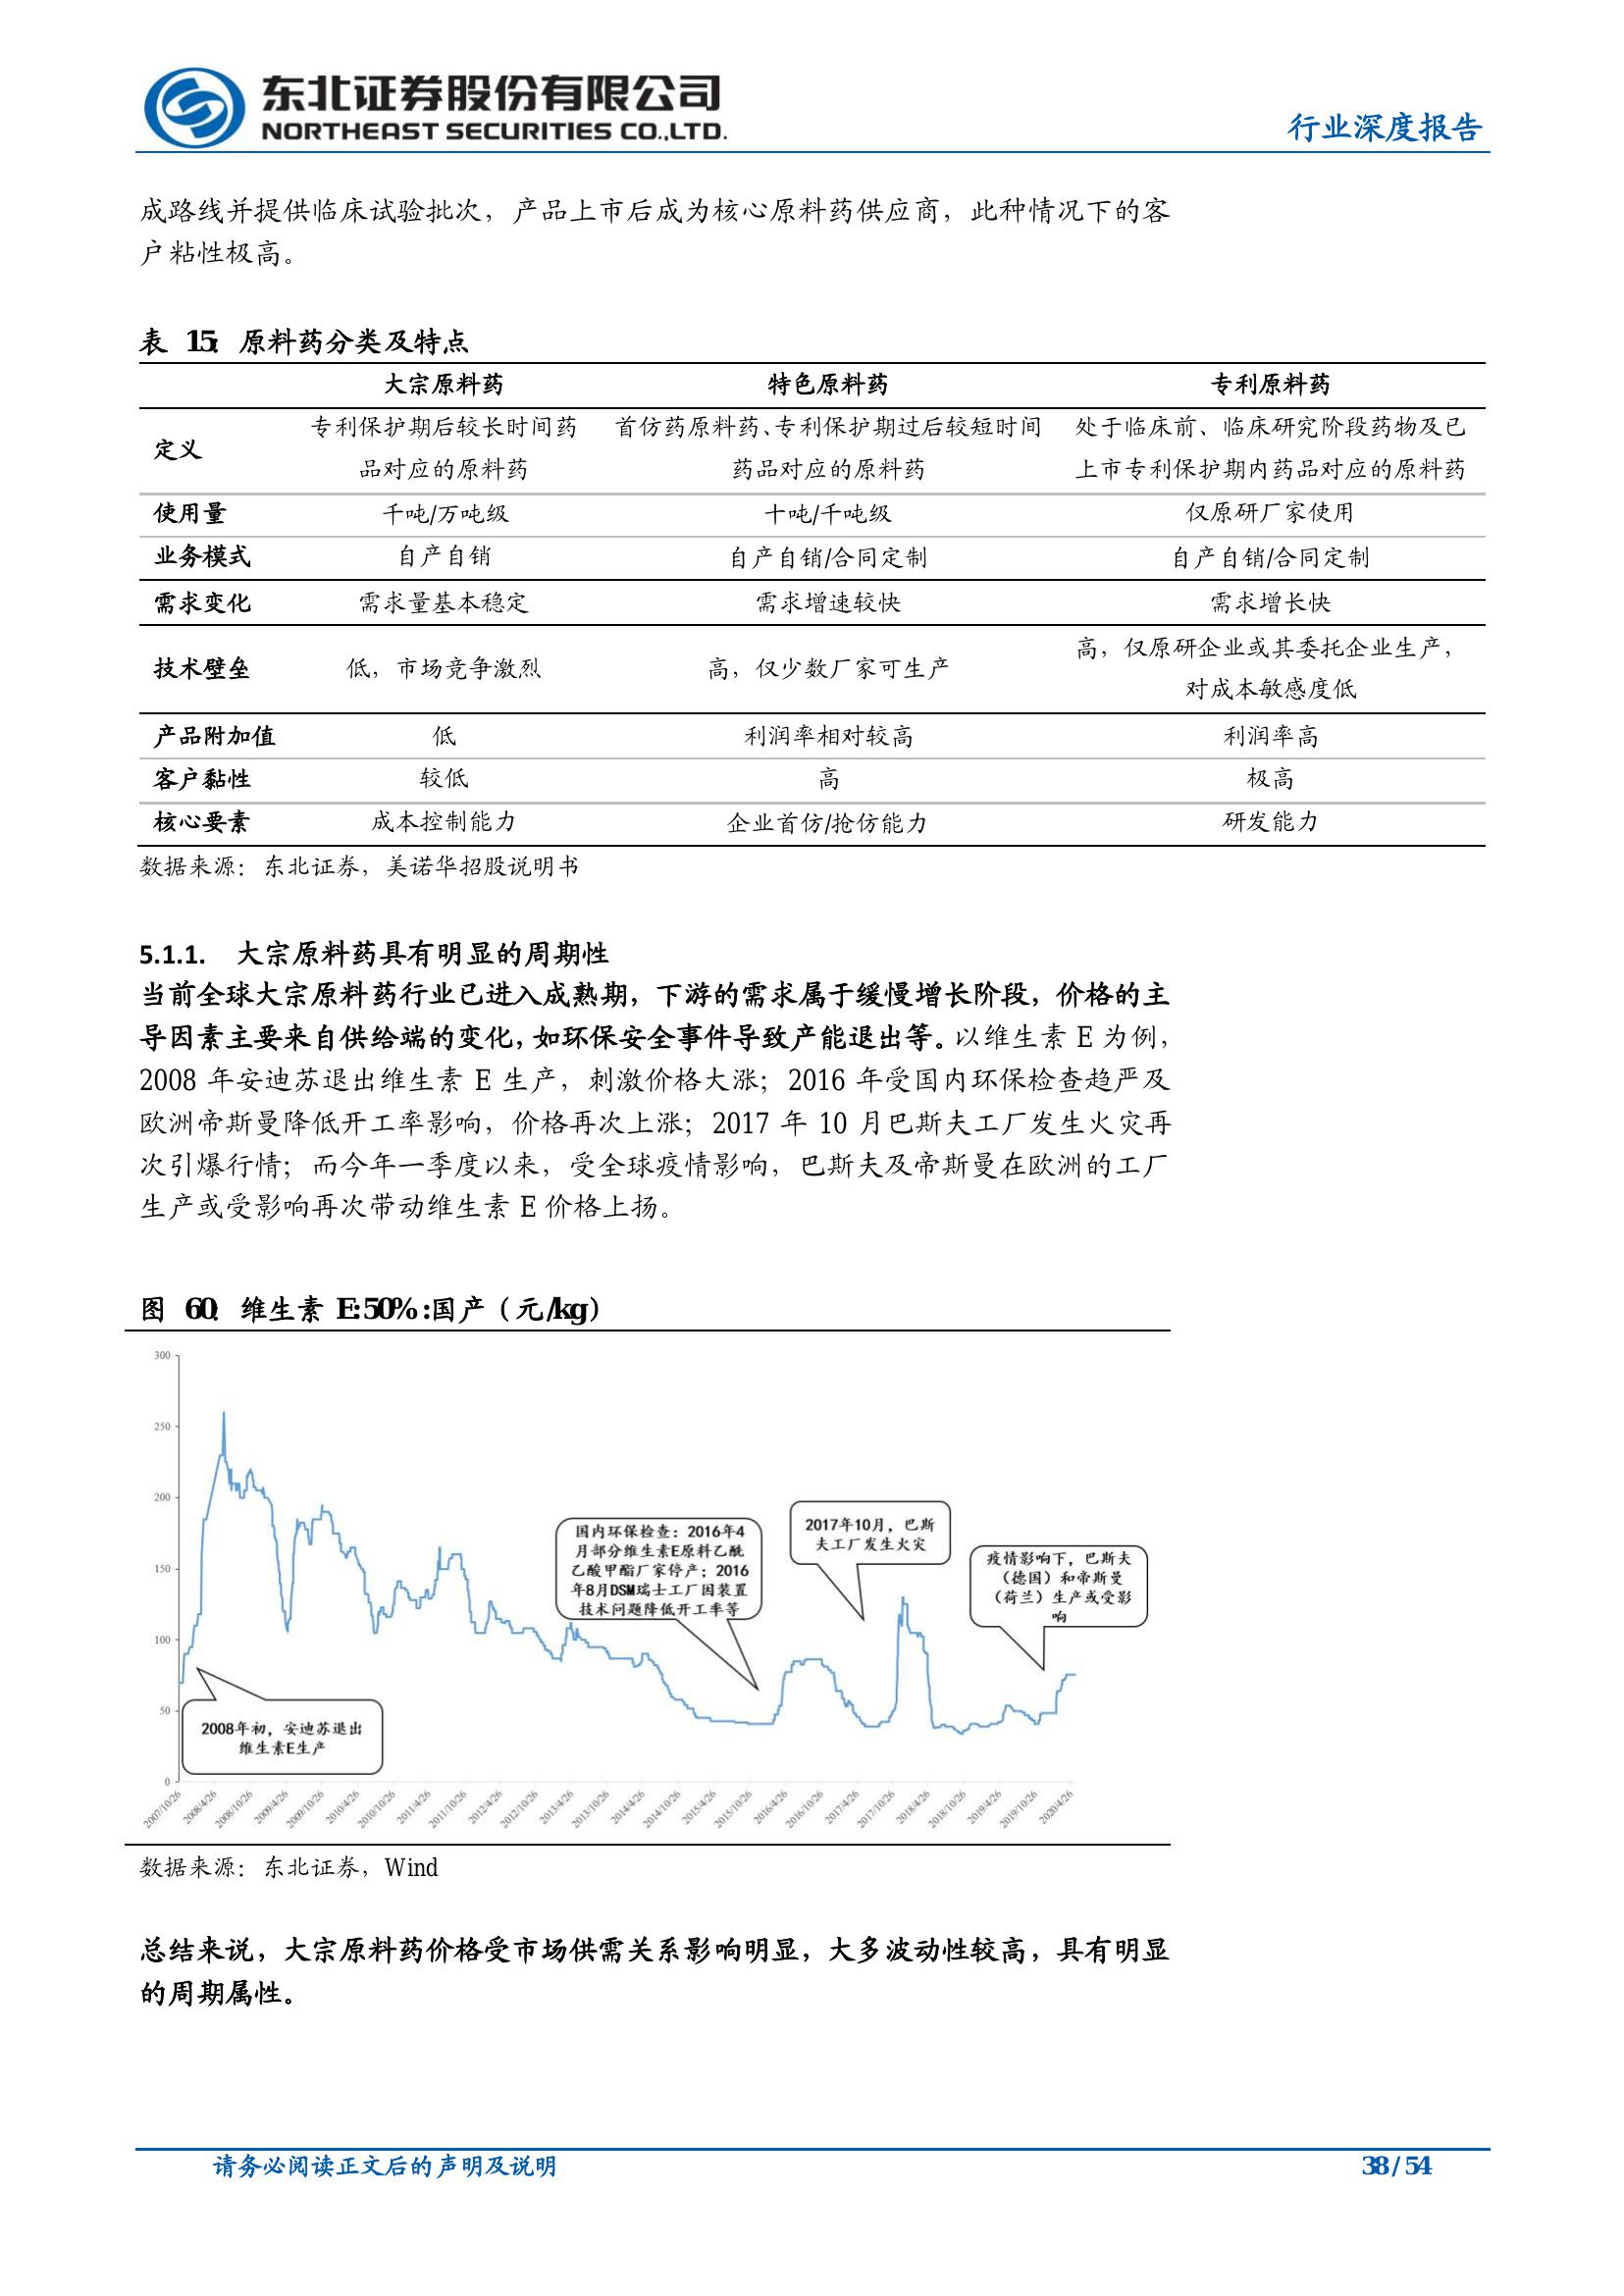 东北证券股份有限公司
NORTHEAST SECURITIES CO.,LTD.
行业深度报告
成路线并提供临床试验批次，产品上市后成为核心原料药供应商，此种情况下的客
户粘性极高。
表 15：原料药分类及特点
大宗原料药 特色原料药 专利原料药
定义 专利保护期后较长时间药品对应的原料药 首仿药原料药、专利保护期过后较短时间药品对应的原料药 处于临床前、临床研究阶段药物及已上市专利保护期内药品对应的原料药
使用量 千吨/万吨级 十吨/千吨级 仅原研厂家使用
业务模式 自产自销 自产自销/合同定制 自产自销/合同定制
需求变化 需求量基本稳定 需求增速较快 需求增长快
技术壁垒 低，市场竞争激烈 高，仅少数厂家可生产 高，仅原研企业或其委托企业生产，对成本敏感度低
产品附加值 低 利润率相对较高 利润率高
客户黏性 较低 高 极高
核心要素 成本控制能力 企业首仿/抢仿能力 研发能力
数据来源：东北证券，美诺华招股说明书
5.1.1. 大宗原料药具有明显的周期性
当前全球大宗原料药行业已进入成熟期，下游的需求属于缓慢增长阶段，价格的主
导因素主要来自供给端的变化，如环保安全事件导致产能退出等。以维生素 E 为例，
2008 年安迪苏退出维生素 E 生产，刺激价格大涨；2016 年受国内环保检查趋严及
欧洲帝斯曼降低开工率影响，价格再次上涨；2017 年 10 月巴斯夫工厂发生火灾再
次引爆行情；而今年一季度以来，受全球疫情影响，巴斯夫及帝斯曼在欧洲的工厂
生产或受影响再次带动维生素 E 价格上扬。
图 60：维生素 E:50%:国产（元/kg）
300
250
200
150
100
50
0
国内环保检查：2016年4
月部分维生素E原料乙酰
乙酸甲酯厂家停产；2016
年8月DSM瑞士工厂因装置
技术问题降低开工率等
2017年10月，巴斯
夫工厂发生火灾
疫情影响下，巴斯夫
（德国）和帝斯曼
（荷兰）生产或受影
响
2008年初，安迪苏退出
维生素E生产
2007/10/26 2008/4/26 2008/10/26 2009/4/26 2009/10/26 2010/4/26 2010/10/26 2011/4/26 2011/10/26 2012/4/26 2012/10/26 2013/4/26 2013/10/26 2014/4/26 2014/10/26 2015/4/26 2015/10/26 2016/4/26 2016/10/26 2017/4/26 2017/10/26 2018/4/26 2018/10/26 2019/4/26 2019/10/26 2020/4/26
数据来源：东北证券，Wind
总结来说，大宗原料药价格受市场供需关系影响明显，大多波动性较高，具有明显
的周期属性。
请务必阅读正文后的声明及说明
38 / 54